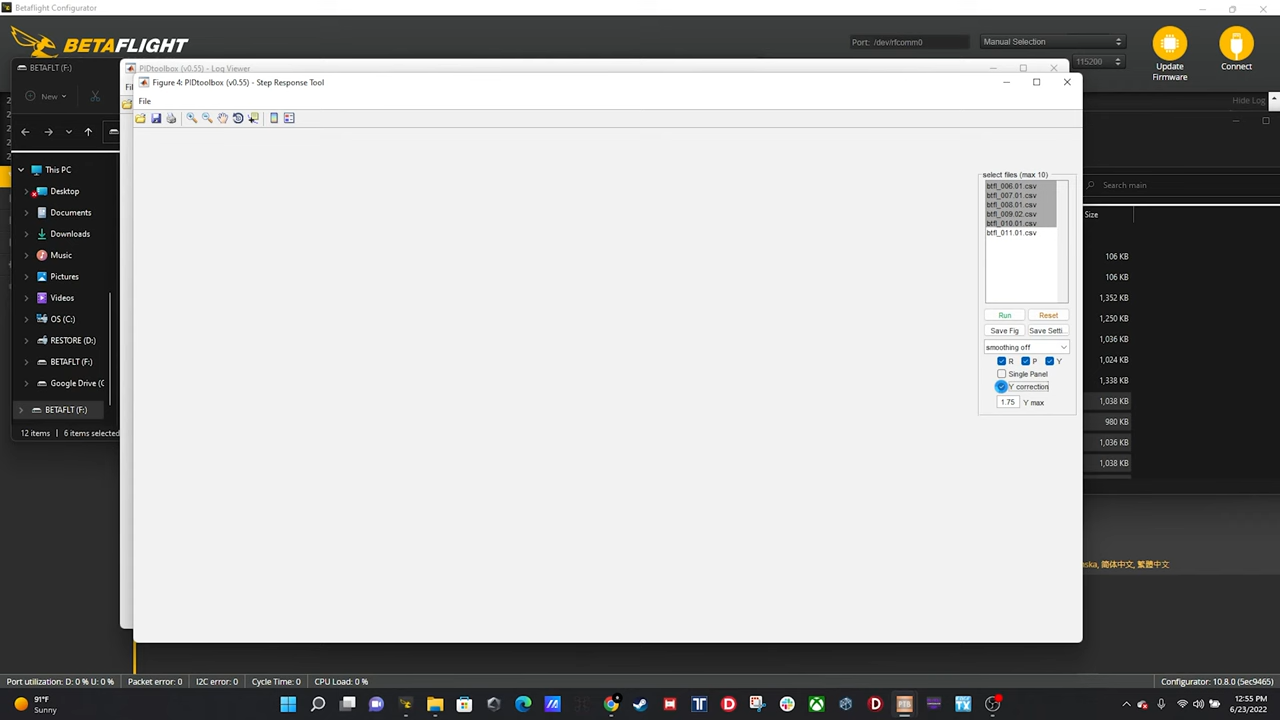 Betaflight Configurator
BETAFLIGHT
Port: /dev/rfcomm0
Manual Selection
115200
Update
Firmware
Connect
Hide Log
BETAFLT (F:)
New
PIDtoolbox (v0.55) - Log Viewer
Figure 4: PIDtoolbox (v0.55) - Step Response Tool
File
This PC
Desktop
Documents
Downloads
Music
Pictures
Videos
OS (C:)
RESTORE (D:)
BETAFLT (F:)
Google Drive (C
BETAFLT (F:)
12 items
6 items selected
select files (max 10)
btfl_006.01.csv
btfl_007.01.csv
btfl_008.01.csv
btfl_009.02.csv
btfl_010.01.csv
btfl_011.01.csv
Run
Reset
Save Fig
Save Setti...
smoothing off
R
P
Y
Single Panel
Y correction
1.75
Y max
Search main
Size
106 KB
106 KB
1,352 KB
1,250 KB
1,036 KB
1,024 KB
1,338 KB
1,038 KB
980 KB
1,036 KB
1,038 KB
ska, 简体中文, 繁體中文
Port utilization: D: 0 % U: 0 %
Packet error: 0
I2C error: 0
Cycle Time: 0
CPU Load: 0 %
Configurator: 10.8.0 (5ec9465)
91°F
Sunny
PTB
12:55 PM
6/23/2022